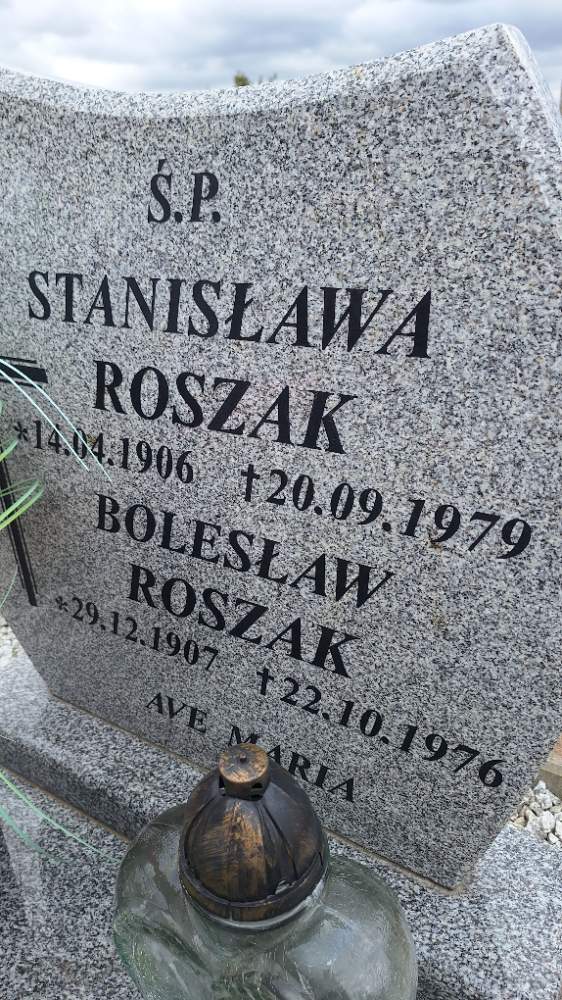 Ś.P.
STANISŁAWA
ROSZAK
*14.04.1906 †20.09.1979
BOLESŁAW
ROSZAK
*29.12.1907 †22.10.1976
AVE MARIA